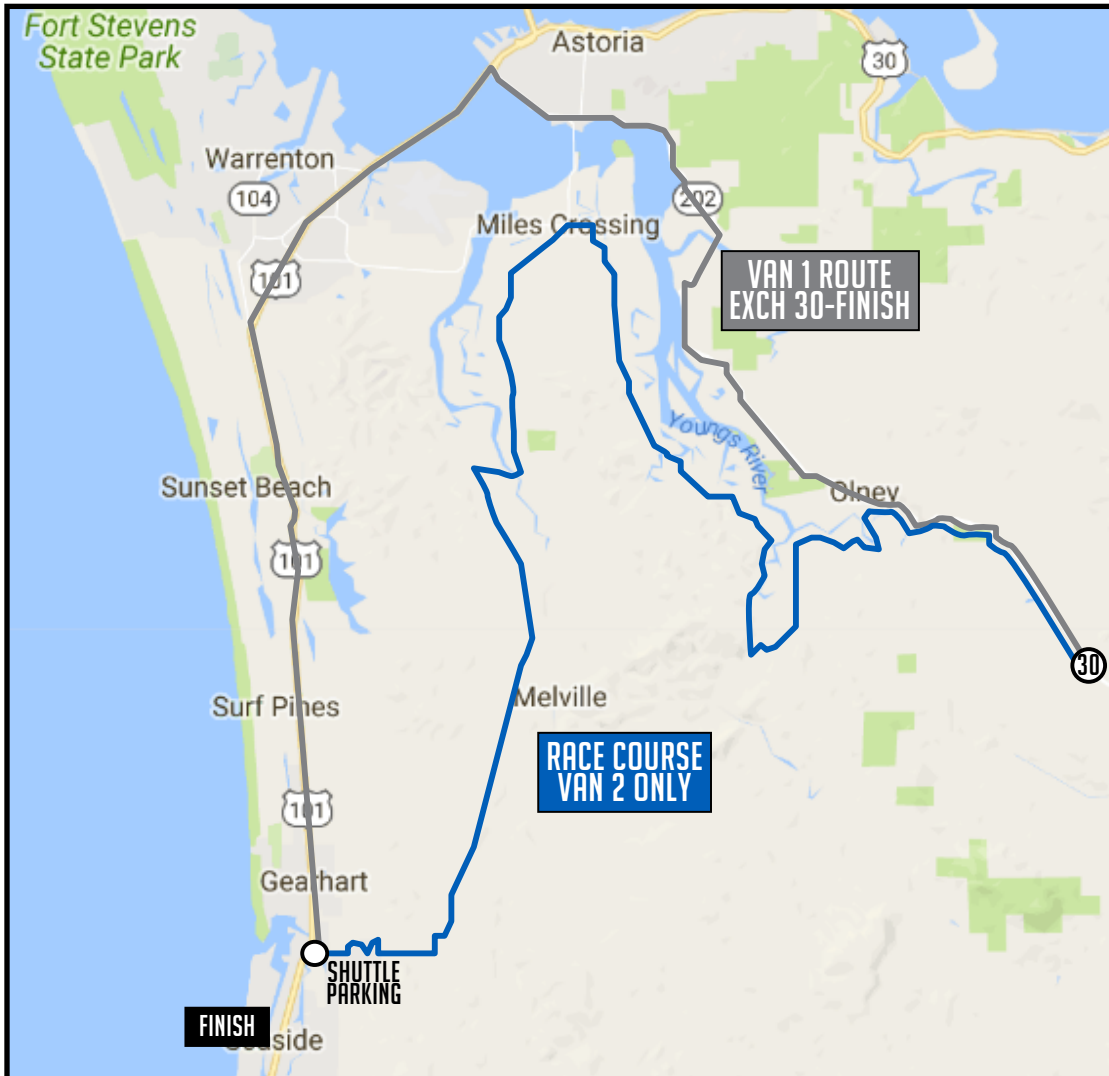 Fort Stevens
State Park
Astoria
30
Warrenton
104
202
Miles Crossing
101
VAN 1 ROUTE
EXCH 30-FINISH
Youngs River
Sunset Beach
Olney
101
30
Surf Pines
Melville
RACE COURSE
VAN 2 ONLY
101
Gearhart
SHUTTLE
PARKING
FINISH